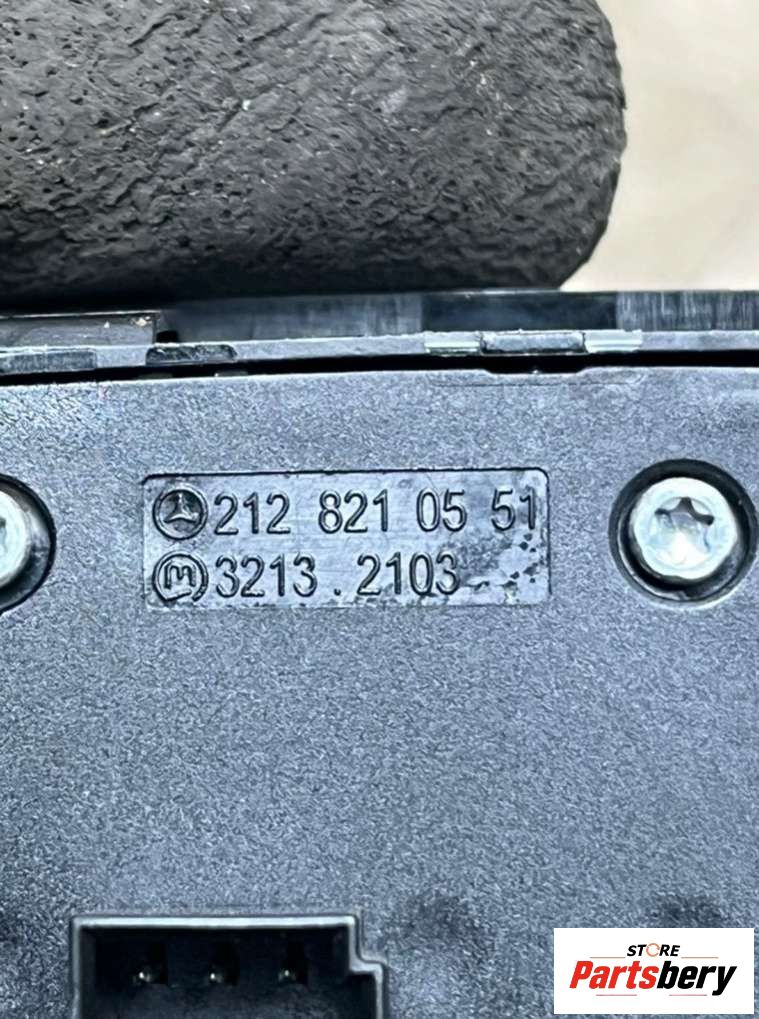 212 821 05 51
3213 . 2103
STORE
Partsbery